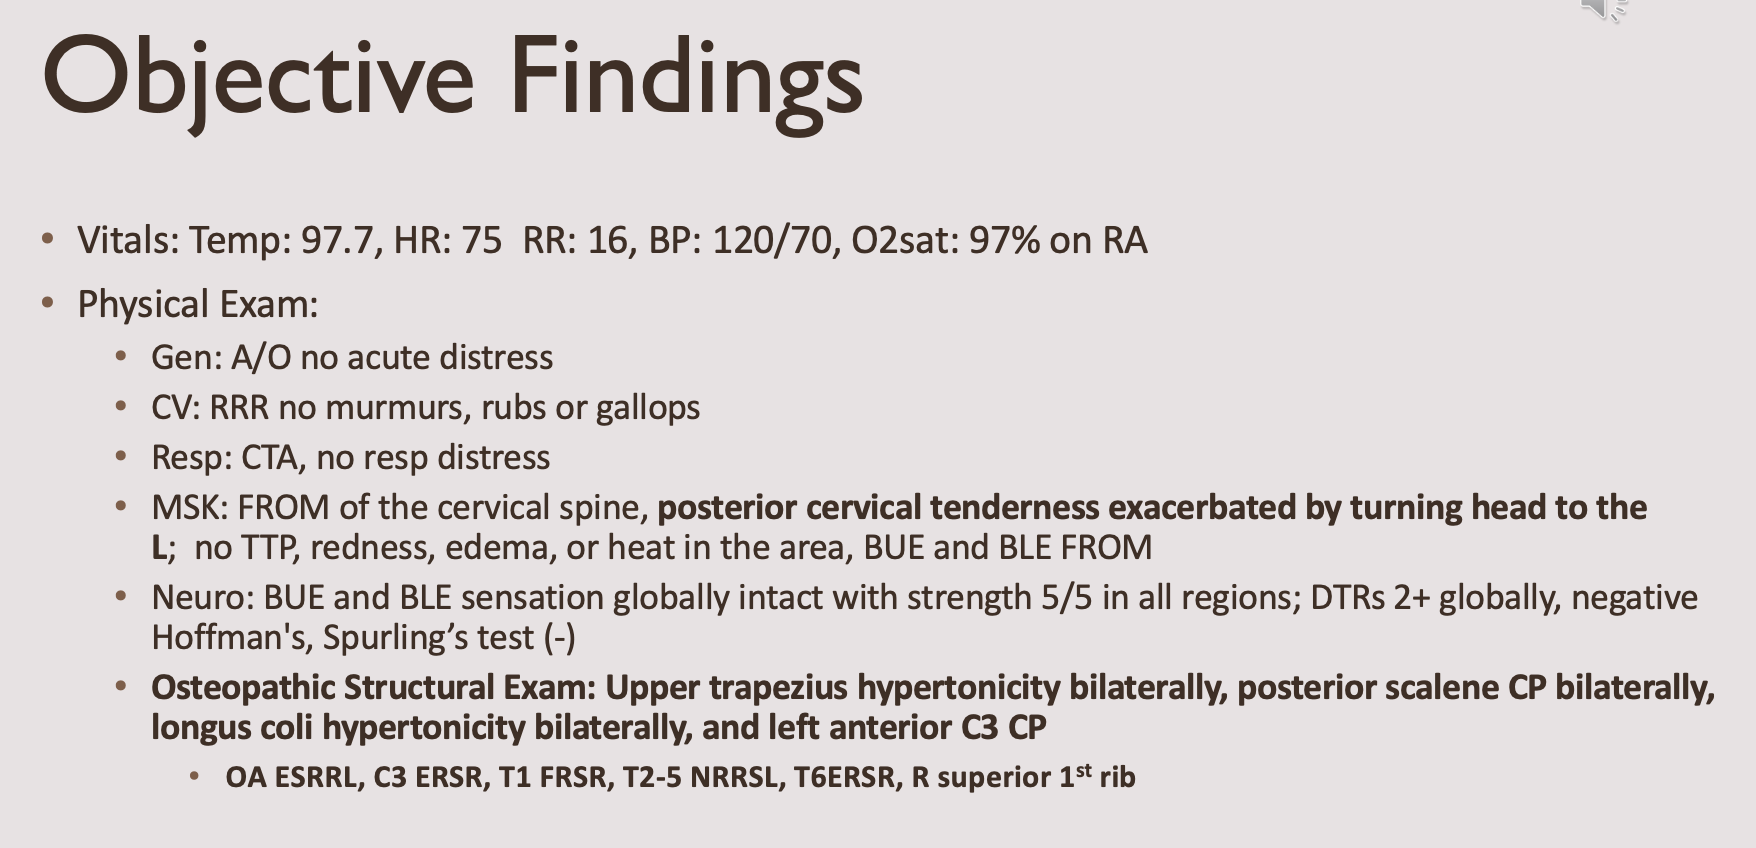 Objective Findings
• Vitals: Temp: 97.7, HR: 75  RR: 16, BP: 120/70, O2sat: 97% on RA
• Physical Exam:
• Gen: A/O no acute distress
• CV: RRR no murmurs, rubs or gallops
• Resp: CTA, no resp distress
• MSK: FROM of the cervical spine, posterior cervical tenderness exacerbated by turning head to the
L;  no TTP, redness, edema, or heat in the area, BUE and BLE FROM
• Neuro: BUE and BLE sensation globally intact with strength 5/5 in all regions; DTRs 2+ globally, negative
Hoffman's, Spurling’s test (-)
• Osteopathic Structural Exam: Upper trapezius hypertonicity bilaterally, posterior scalene CP bilaterally,
longus coli hypertonicity bilaterally, and left anterior C3 CP
• OA ESRRL, C3 ERSR, T1 FRSR, T2-5 NRRSL, T6ERSR, R superior 1st rib